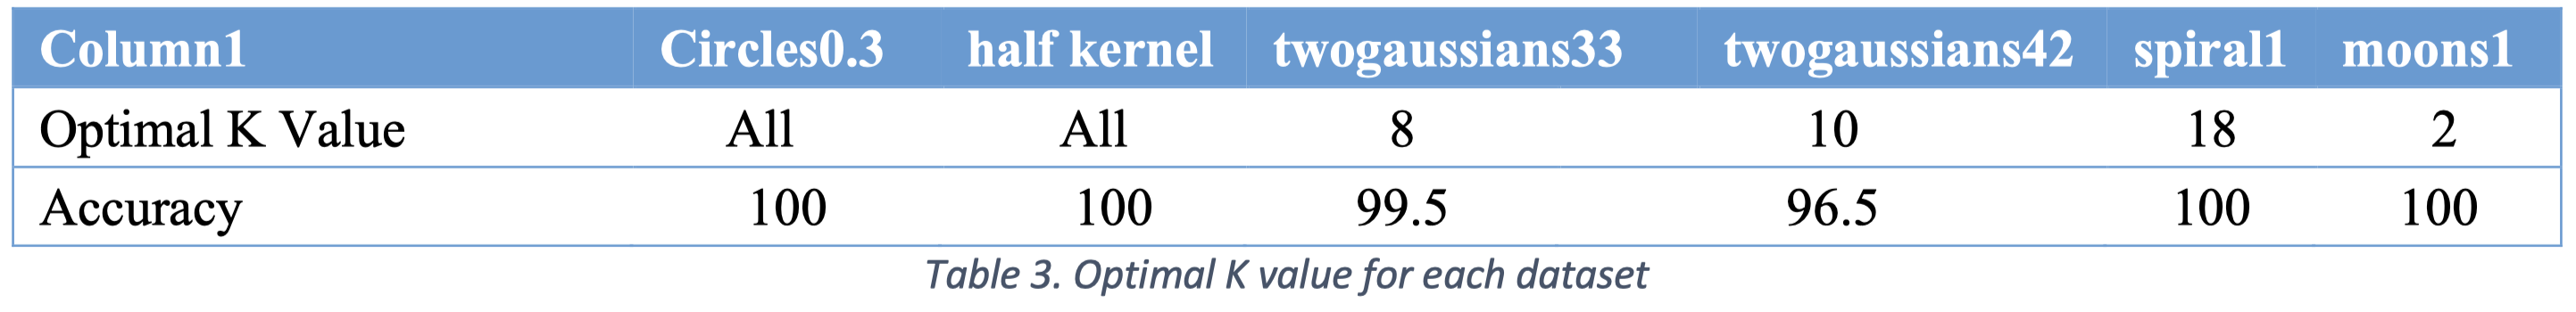 Column1 Circles0.3 half kernel twogaussians33 twogaussians42 spiral1 moons1
Optimal K Value All All 8 10 18 2
Accuracy 100 100 99.5 96.5 100 100
Table 3. Optimal K value for each dataset